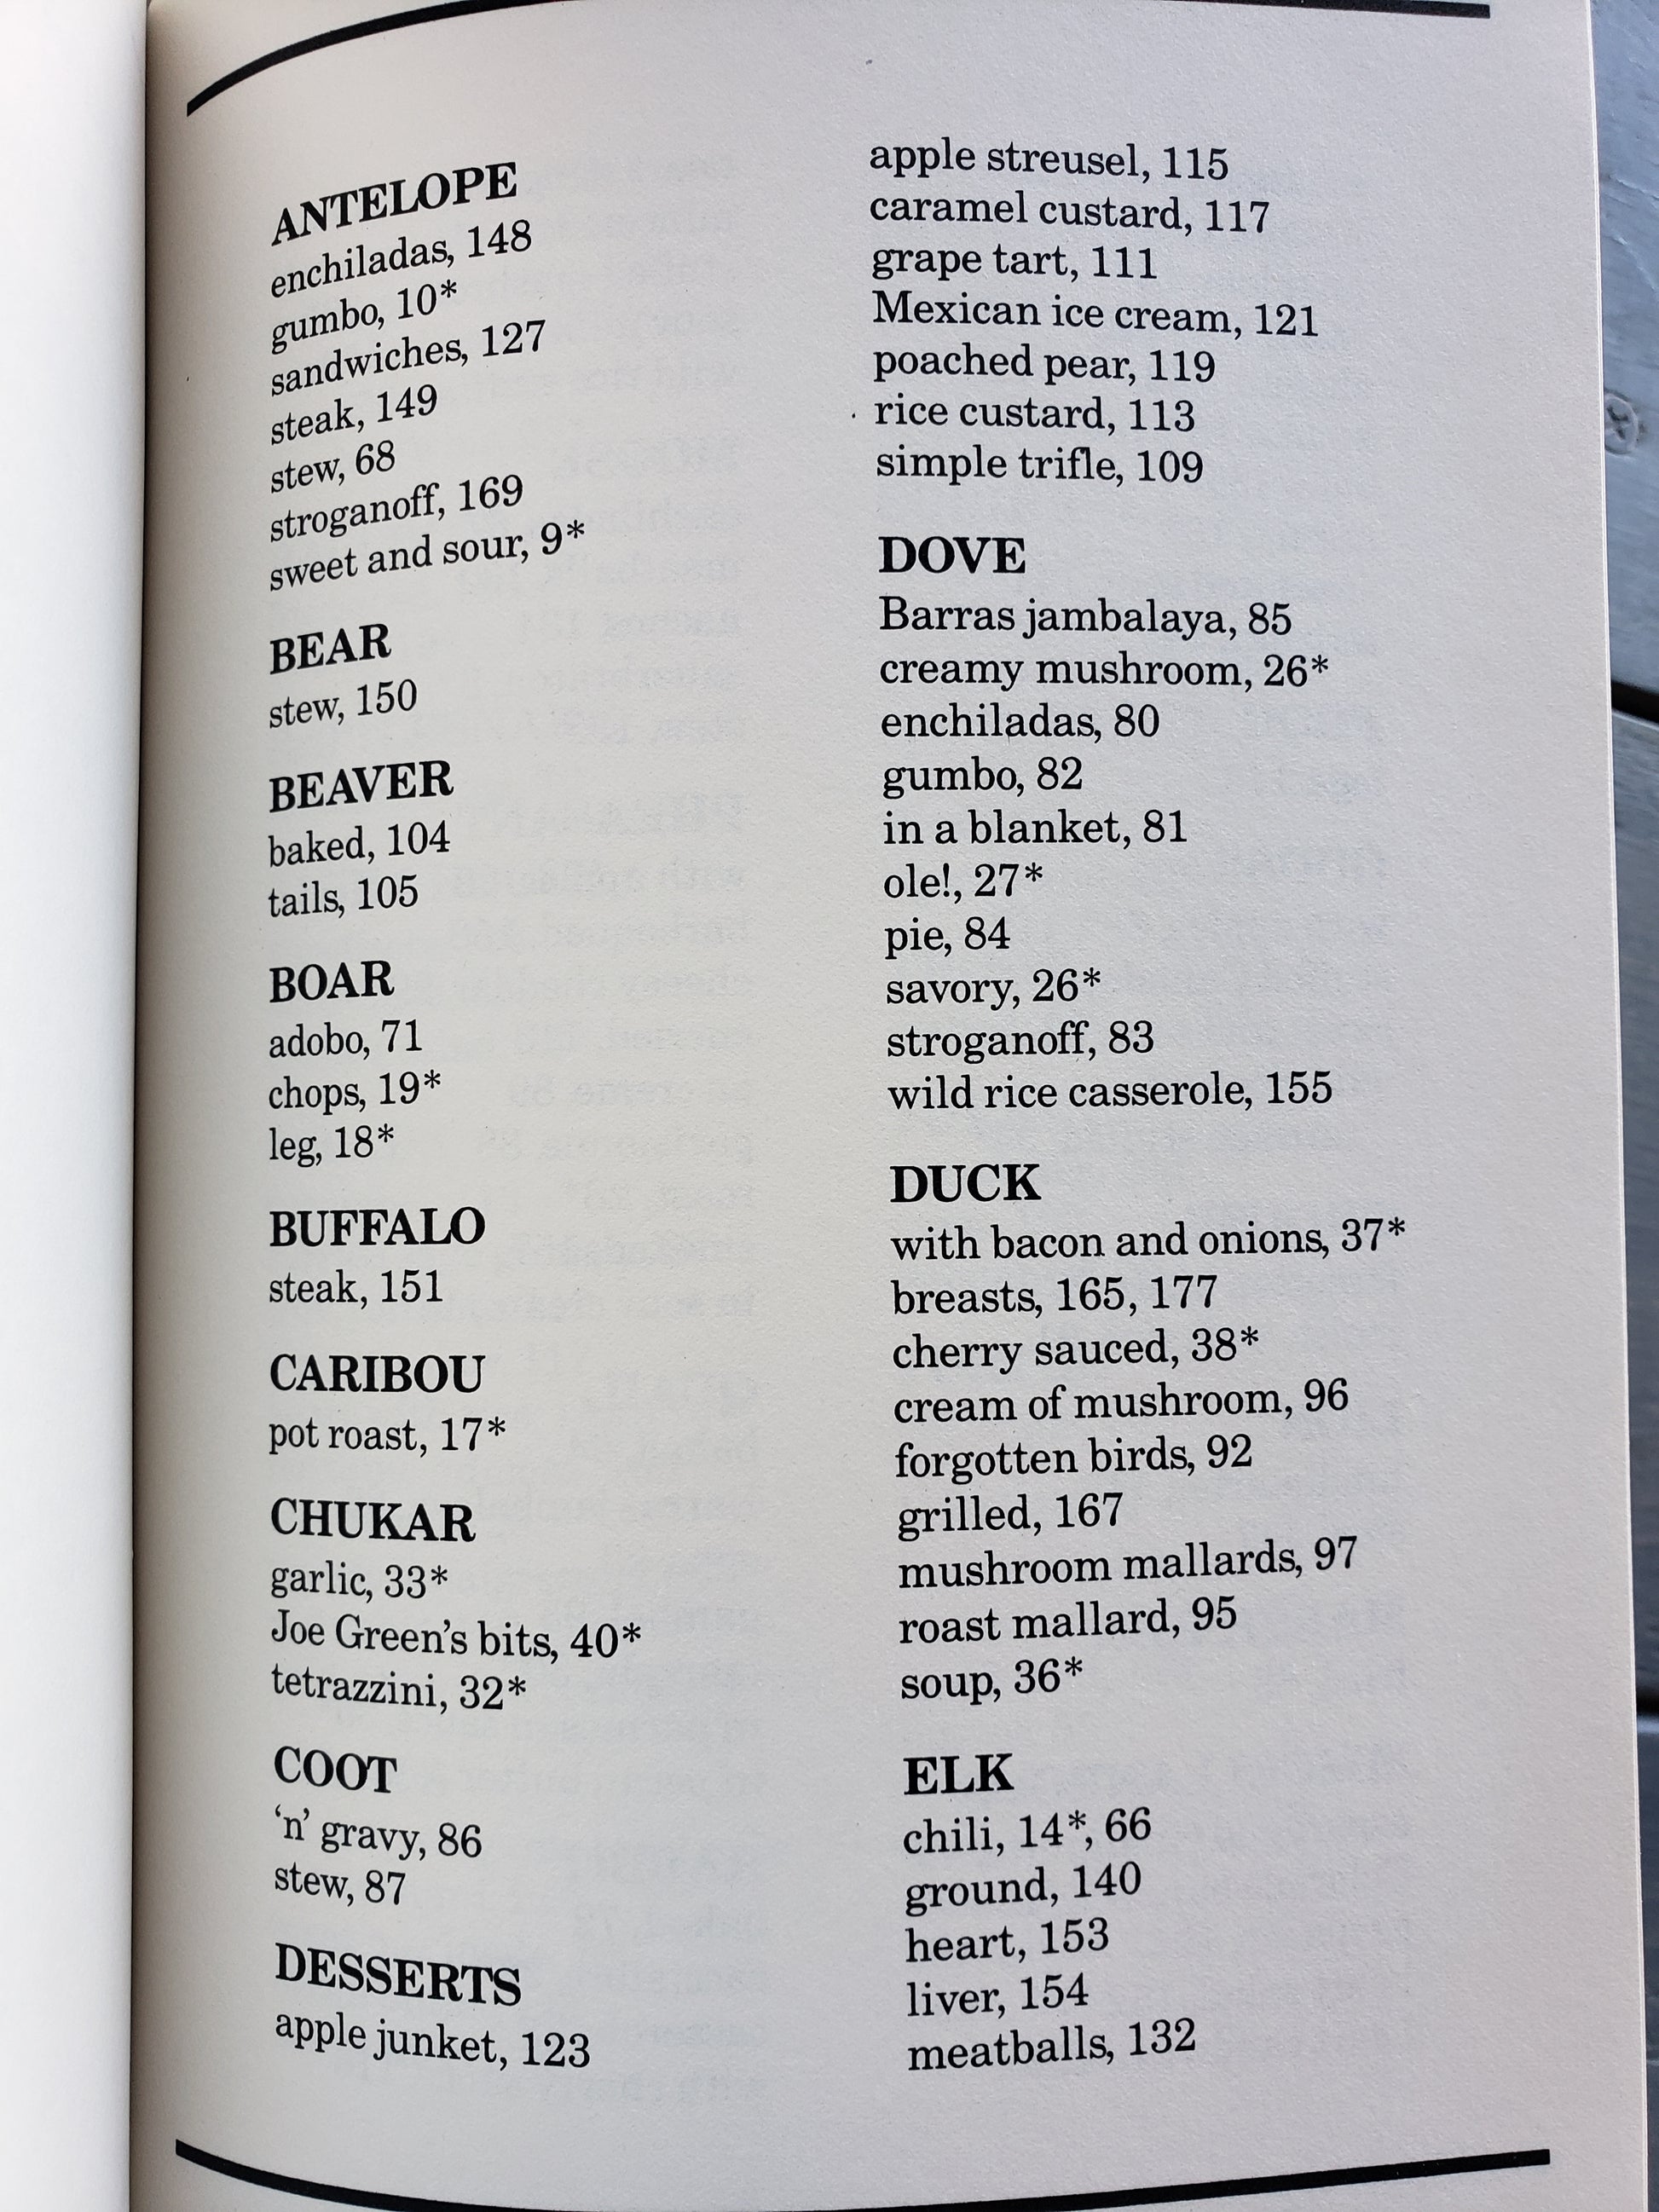 ANTELOPE
enchiladas, 148
gumbo, 10*
sandwiches, 127
steak, 149
stew, 68
stroganoff, 169
sweet and sour, 9*
BEAR
stew, 150
BEAVER
baked, 104
tails, 105
BOAR
adobo, 71
chops, 19*
leg, 18*
BUFFALO
steak, 151
CARIBOU
pot roast, 17*
CHUKAR
garlic, 33*
Joe Green's bits, 40*
tetrazzini, 32*
COOT
'n' gravy, 86
stew, 87
DESSERTS
apple junket, 123
apple streusel, 115
caramel custard, 117
grape tart, 111
Mexican ice cream, 121
poached pear, 119
rice custard, 113
simple trifle, 109
DOVE
Barras jambalaya, 85
creamy mushroom, 26*
enchiladas, 80
gumbo, 82
in a blanket, 81
ole!, 27*
pie, 84
savory, 26*
stroganoff, 83
wild rice casserole, 155
DUCK
with bacon and onions, 37*
breasts, 165, 177
cherry sauced, 38*
cream of mushroom, 96
forgotten birds, 92
grilled, 167
mushroom mallards, 97
roast mallard, 95
soup, 36*
ELK
chili, 14*, 66
ground, 140
heart, 153
liver, 154
meatballs, 132